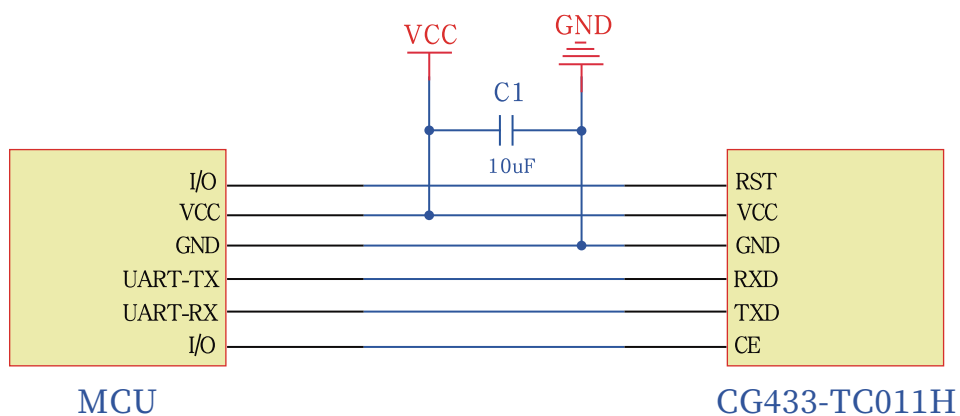 GND
VCC
C1
10uF
I/O RST
VCC VCC
GND GND
UART-TX RXD
UART-RX TXD
I/O CE
MCU CG433-TC011H